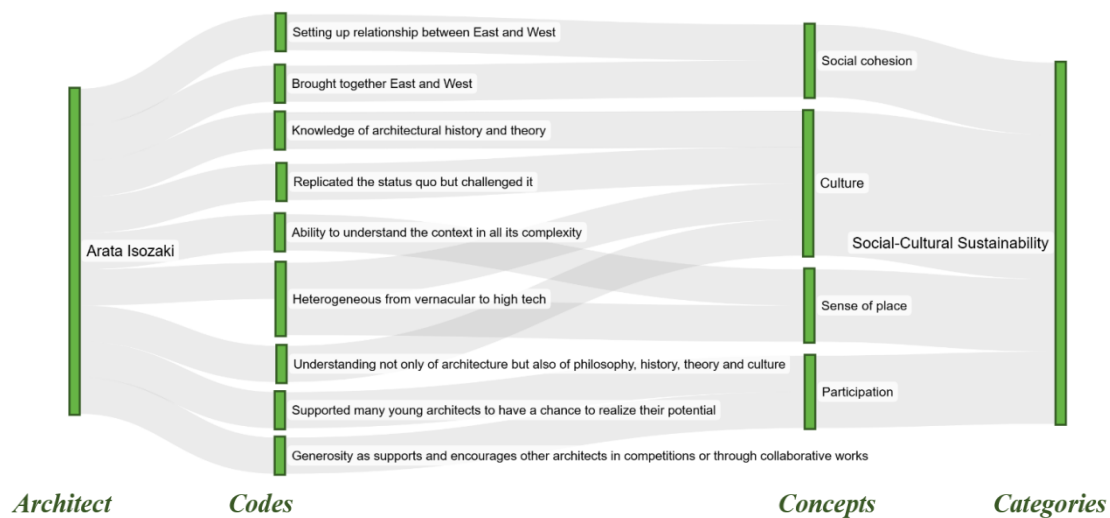 Setting up relationship between East and West
Brought together East and West
Knowledge of architectural history and theory
Replicated the status quo but challenged it
Ability to understand the context in all its complexity
Arata Isozaki
Heterogeneous from vernacular to high tech
Understanding not only of architecture but also of philosophy, history, theory and culture
Supported many young architects to have a chance to realize their potential
Generosity as supports and encourages other architects in competitions or through collaborative works
Social cohesion
Culture
Sense of place
Participation
Social-Cultural Sustainability
Architect
Codes
Concepts
Categories